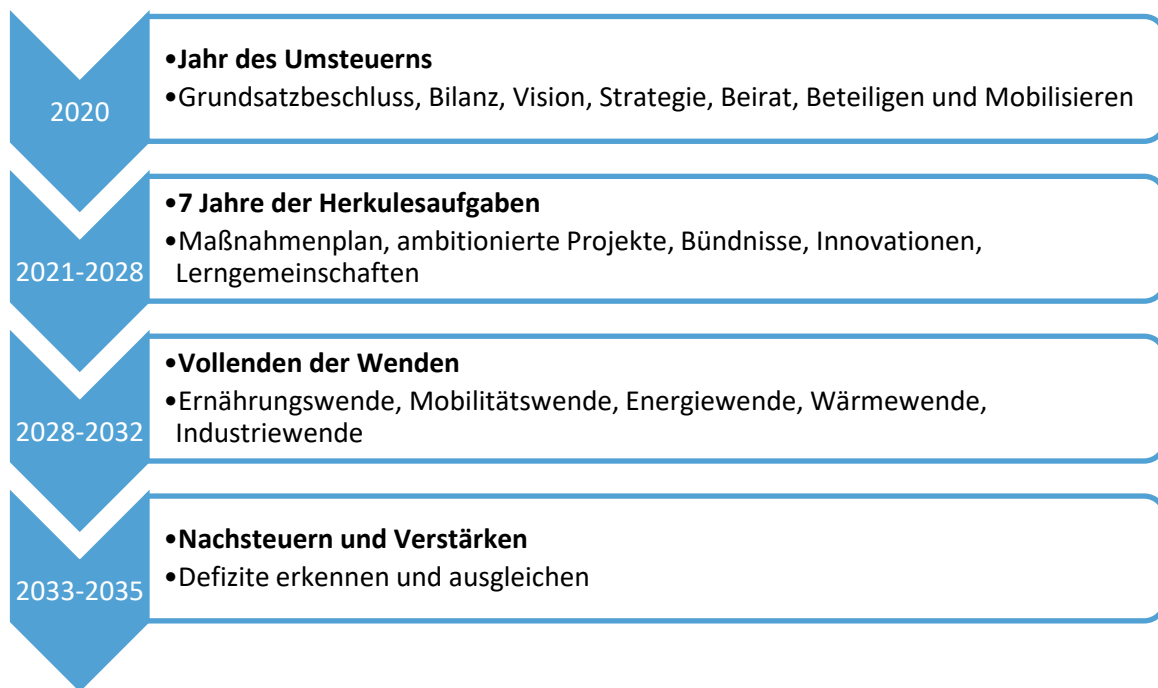 2020
•Jahr des Umsteuerns
•Grundsatzbeschluss, Bilanz, Vision, Strategie, Beirat, Beteiligen und Mobilisieren
2021-2028
•7 Jahre der Herkulesaufgaben
•Maßnahmenplan, ambitionierte Projekte, Bündnisse, Innovationen,
Lerngemeinschaften
2028-2032
•Vollenden der Wenden
•Ernährungswende, Mobilitätswende, Energiewende, Wärmewende,
Industriewende
2033-2035
•Nachsteuern und Verstärken
•Defizite erkennen und ausgleichen